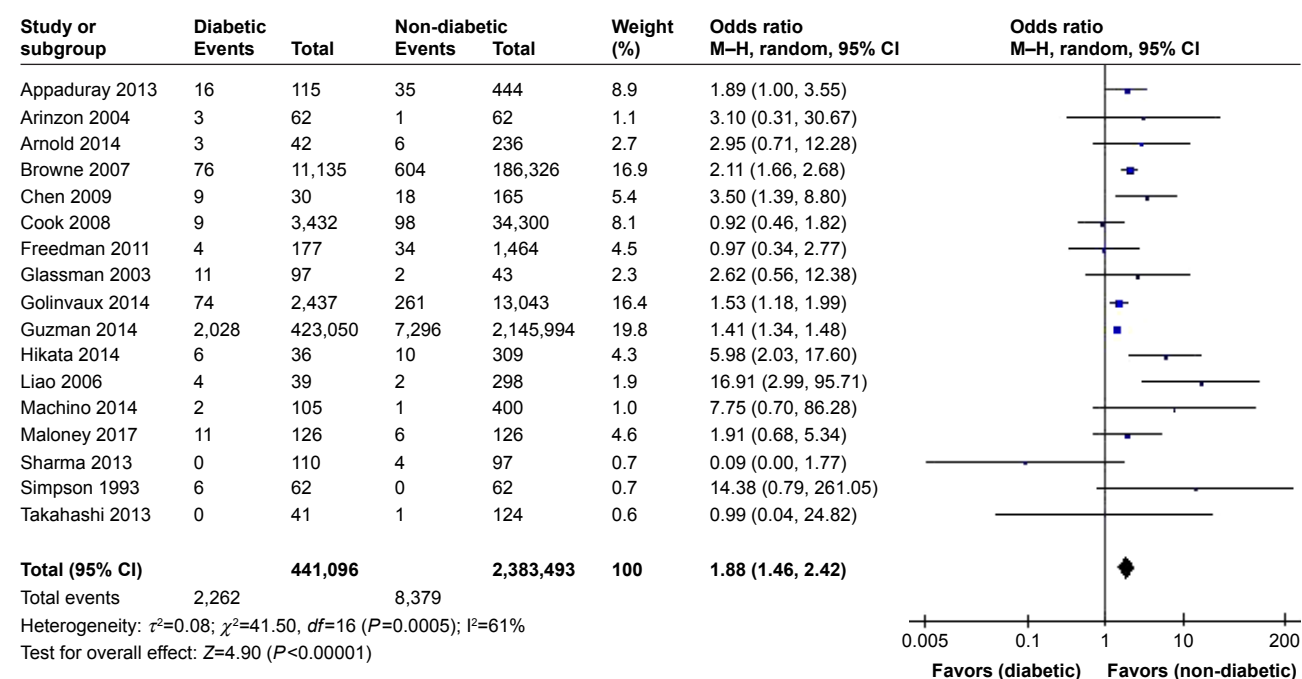 Study or Diabetic Non-diabetic Weight Odds ratio Odds ratio
subgroup Events Total Events Total (%) M–H, random, 95% CI M–H, random, 95% CI
Appaduray 2013 16 115 35 444 8.9 1.89 (1.00, 3.55)
Arinzon 2004 3 62 1 62 1.1 3.10 (0.31, 30.67)
Arnold 2014 3 42 6 236 2.7 2.95 (0.71, 12.28)
Browne 2007 76 11,135 604 186,326 16.9 2.11 (1.66, 2.68)
Chen 2009 9 30 18 165 5.4 3.50 (1.39, 8.80)
Cook 2008 9 3,432 98 34,300 8.1 0.92 (0.46, 1.82)
Freedman 2011 4 177 34 1,464 4.5 0.97 (0.34, 2.77)
Glassman 2003 11 97 2 43 2.3 2.62 (0.56, 12.38)
Golinvaux 2014 74 2,437 261 13,043 16.4 1.53 (1.18, 1.99)
Guzman 2014 2,028 423,050 7,296 2,145,994 19.8 1.41 (1.34, 1.48)
Hikata 2014 6 36 10 309 4.3 5.98 (2.03, 17.60)
Liao 2006 4 39 2 298 1.9 16.91 (2.99, 95.71)
Machino 2014 2 105 1 400 1.0 7.75 (0.70, 86.28)
Maloney 2017 11 126 6 126 4.6 1.91 (0.68, 5.34)
Sharma 2013 0 110 4 97 0.7 0.09 (0.00, 1.77)
Simpson 1993 6 62 0 62 0.7 14.38 (0.79, 261.05)
Takahashi 2013 0 41 1 124 0.6 0.99 (0.04, 24.82)
Total (95% CI) 441,096 2,383,493 100 1.88 (1.46, 2.42)
Total events 2,262 8,379
Heterogeneity: τ²=0.08; χ²=41.50, df=16 (P=0.0005); I²=61%
Test for overall effect: Z=4.90 (P<0.00001)
0.005 0.1 1 10 200
Favors (diabetic) Favors (non-diabetic)